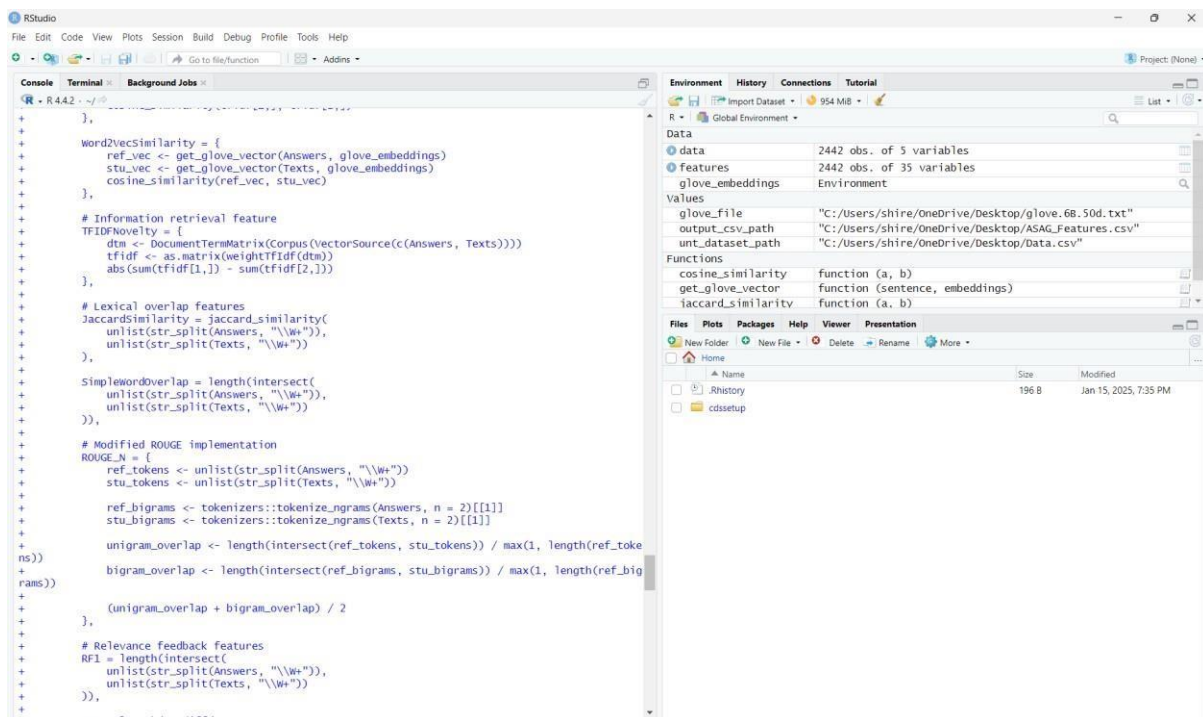 RStudio
File Edit Code View Plots Session Build Debug Profile Tools Help
Go to file/function Addins
Project: (None)
Console Terminal Background Jobs
R 4.4.2 · ~/
+ },
+
+ Word2VecSimilarity = {
+ ref_vec <- get_glove_vector(Answers, glove_embeddings)
+ stu_vec <- get_glove_vector(Texts, glove_embeddings)
+ cosine_similarity(ref_vec, stu_vec)
+ },
+
+ # Information retrieval feature
+ TFIDFNovelty = {
+ dtm <- DocumentTermMatrix(Corpus(VectorSource(c(Answers, Texts))))
+ tfidf <- as.matrix(weightTfIdf(dtm))
+ abs(sum(tfidf[1,]) - sum(tfidf[2,]))
+ },
+
+ # Lexical overlap features
+ JaccardSimilarity = jaccard_similarity(
+ unlist(str_split(Answers, "\\W+")),
+ unlist(str_split(Texts, "\\W+"))
+ ),
+
+ SimpleWordOverlap = length(intersect(
+ unlist(str_split(Answers, "\\W+")),
+ unlist(str_split(Texts, "\\W+"))
+ )),
+
+ # Modified ROUGE implementation
+ ROUGE_N = {
+ ref_tokens <- unlist(str_split(Answers, "\\W+"))
+ stu_tokens <- unlist(str_split(Texts, "\\W+"))
+
+ ref_bigrams <- tokenizers::tokenize_ngrams(Answers, n = 2)[[1]]
+ stu_bigrams <- tokenizers::tokenize_ngrams(Texts, n = 2)[[1]]
+
+ unigram_overlap <- length(intersect(ref_tokens, stu_tokens)) / max(1, length(ref_toke
ns))
+ bigram_overlap <- length(intersect(ref_bigrams, stu_bigrams)) / max(1, length(ref_big
rams))
+
+ (unigram_overlap + bigram_overlap) / 2
+ },
+
+ # Relevance feedback features
+ RF1 = length(intersect(
+ unlist(str_split(Answers, "\\W+")),
+ unlist(str_split(Texts, "\\W+"))
+ )),
+
Environment History Connections Tutorial
Import Dataset 954 MiB List
R Global Environment
Data
data 2442 obs. of 5 variables
features 2442 obs. of 35 variables
glove_embeddings Environment
Values
glove_file "C:/Users/shire/OneDrive/Desktop/glove.6B.50d.txt"
output_csv_path "C:/Users/shire/OneDrive/Desktop/ASAG_Features.csv"
unt_dataset_path "C:/Users/shire/OneDrive/Desktop/Data.csv"
Functions
cosine_similarity function (a, b)
get_glove_vector function (sentence, embeddings)
jaccard_similarity function (a, b)
Files Plots Packages Help Viewer Presentation
New Folder New File Delete Rename More
Home
Name Size Modified
.Rhistory 196 B Jan 15, 2025, 7:35 PM
cdssetup